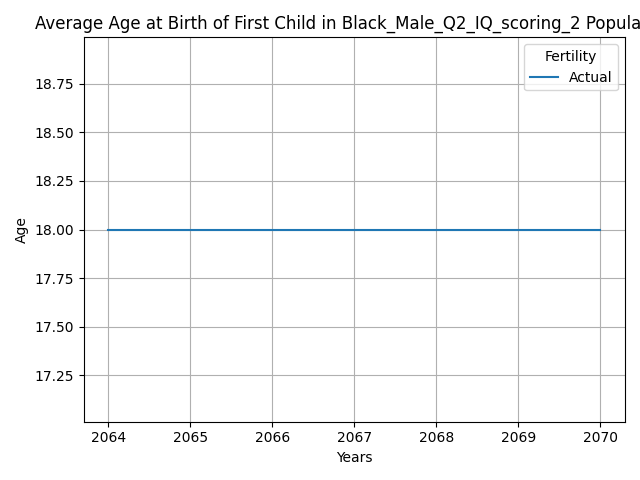 Average Age at Birth of First Child in Black_Male_Q2_IQ_scoring_2 Popula
Fertility
Actual
18.75
18.50
18.25
18.00
17.75
17.50
17.25
Age
2064 2065 2066 2067 2068 2069 2070
Years